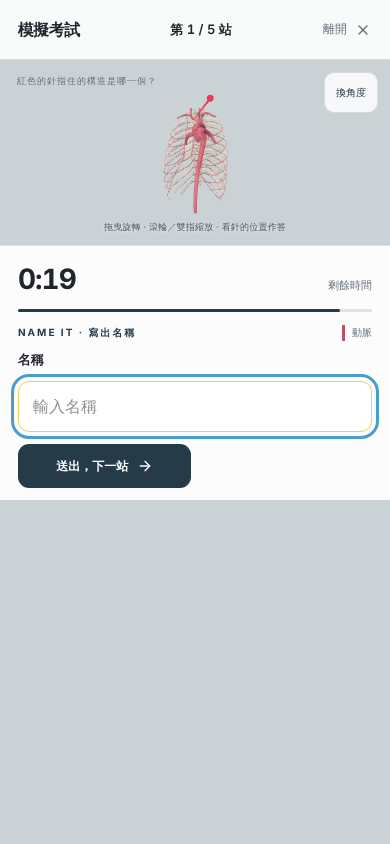 模擬考試
第 1 / 5 站
離開
紅色的針指住的構造是哪一個？
換角度
拖曳旋轉 · 滾輪／雙指縮放 · 看針的位置作答
0:19
剩餘時間
NAME IT · 寫出名稱
動脈
名稱
輸入名稱
送出，下一站 →